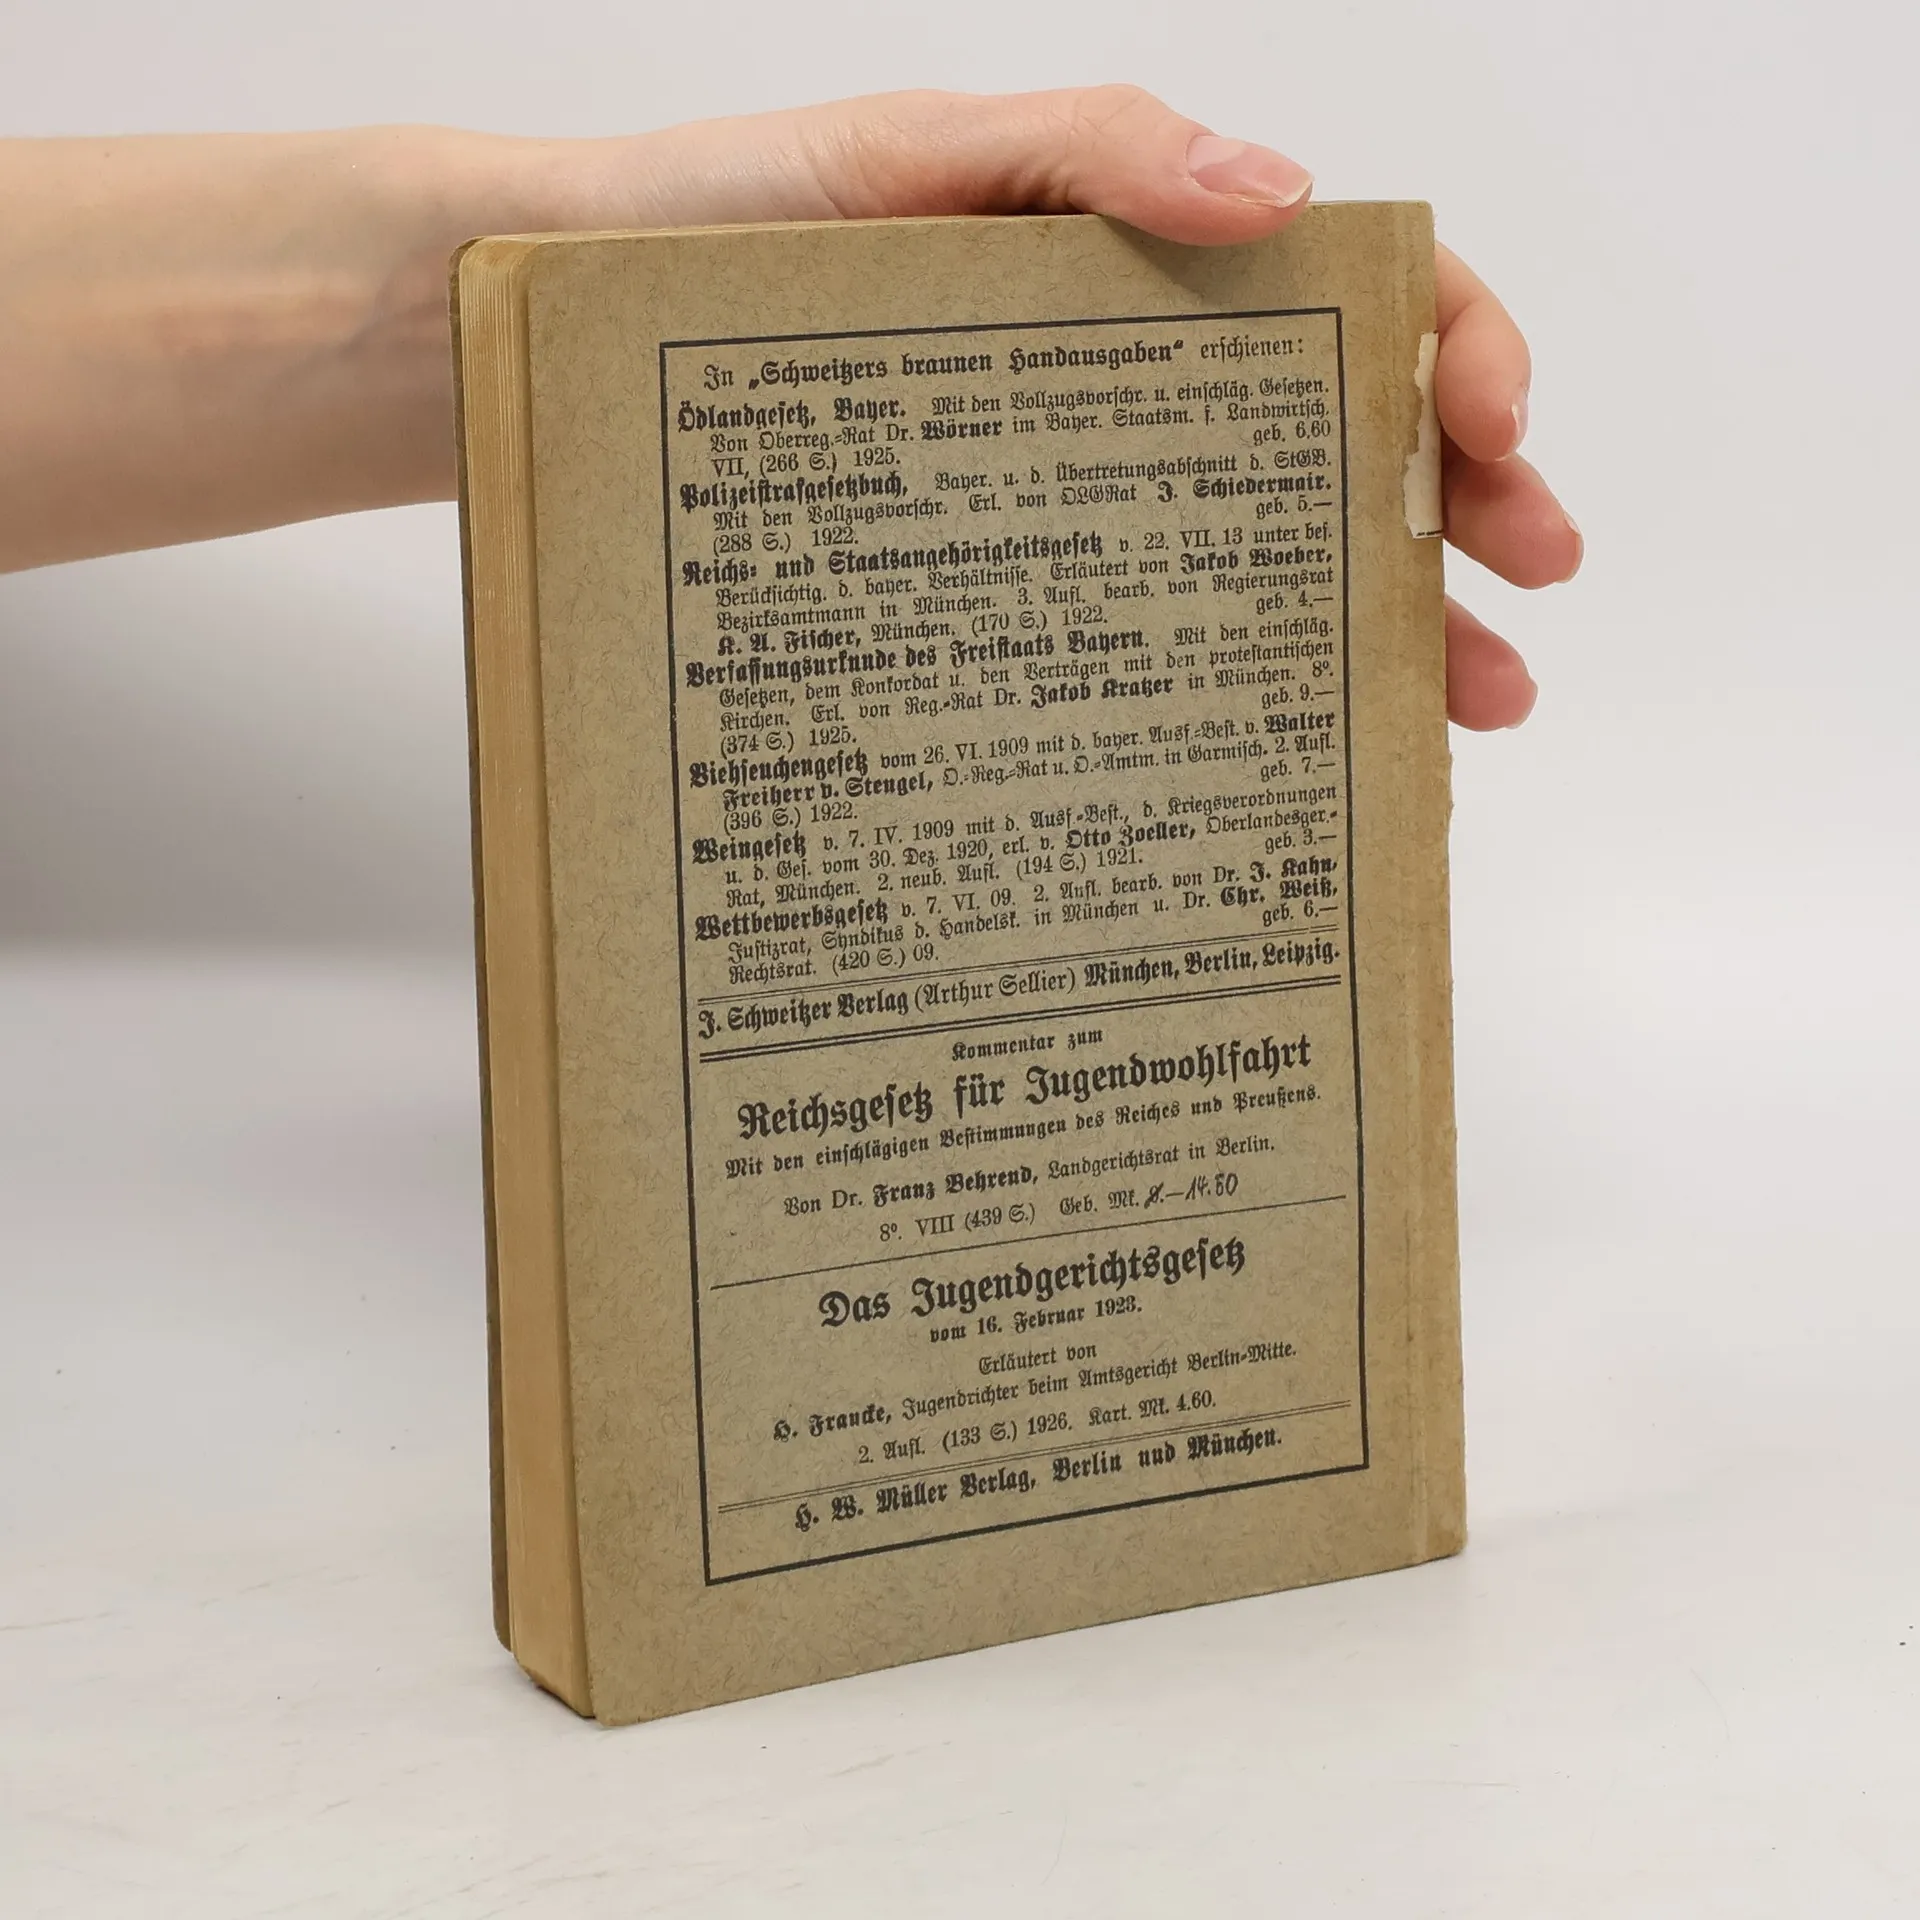 In „Schweitzers braunen Handausgaben“ erschienen:
Ödlandgesetz, Bayer. Mit den Vollzugsvorschr. u. einschläg. Gesetzen.
Von Oberreg.-Rat Dr. Wörner im Bayer. Staatsm. f. Landwirtsch.
VII, (266 S.) 1925. geb. 6.60
Polizeistrafgesetzbuch, Bayer. u. d. Übertretungsabschnitt d. StGB.
Mit den Vollzugsvorschr. Erl. von OLGRat J. Schiedermair.
(288 S.) 1922. geb. 5.—
Reichs- und Staatsangehörigkeitsgesetz v. 22. VII. 13 unter bes.
Berücksichtig. d. bayer. Verhältnisse. Erläutert von Jakob Woeber,
Bezirksamtmann in München. 3. Aufl. bearb. von Regierungsrat
K. A. Fischer, München. (170 S.) 1922. geb. 4.—
Verfassungsurkunde des Freistaats Bayern. Mit den einschläg.
Gesetzen, dem Konkordat u. den Verträgen mit den protestantischen
Kirchen. Erl. von Reg.-Rat Dr. Jakob Kratzer in München. 8°.
(374 S.) 1925. geb. 9.—
Viehseuchengesetz vom 26. VI. 1909 mit d. bayer. Ausf.-Best. v. Walter
Freiherr v. Stengel, O.-Reg.-Rat u. O.-Amtm. in Garmisch. 2. Aufl.
(396 S.) 1922. geb. 7.—
Weingesetz v. 7. IV. 1909 mit d. Ausf.-Best., d. Kriegsverordnungen
u. d. Ges. vom 30. Dez. 1920, erl. v. Otto Zoeller, Oberlandesger.-
Rat, München. 2. neub. Aufl. (194 S.) 1921. geb. 3.—
Wettbewerbsgesetz v. 7. VI. 09. 2. Aufl. bearb. von Dr. J. Kahn,
Justizrat, Syndikus d. Handelsk. in München u. Dr. Chr. Weiß,
Rechtsrat. (420 S.) 09. geb. 6.—
J. Schweitzer Verlag (Arthur Sellier) München, Berlin, Leipzig.
Kommentar zum
Reichsgesetz für Jugendwohlfahrt
Mit den einschlägigen Bestimmungen des Reiches und Preußens.
Von Dr. Franz Behrend, Landgerichtsrat in Berlin.
8°. VIII (439 S.) Geb. Mk. 8.— 14.50
Das Jugendgerichtsgesetz
vom 16. Februar 1923.
Erläutert von
H. Francke, Jugendrichter beim Amtsgericht Berlin-Mitte.
2. Aufl. (133 S.) 1926. Kart. Mk. 4.60.
H. W. Müller Verlag, Berlin und München.